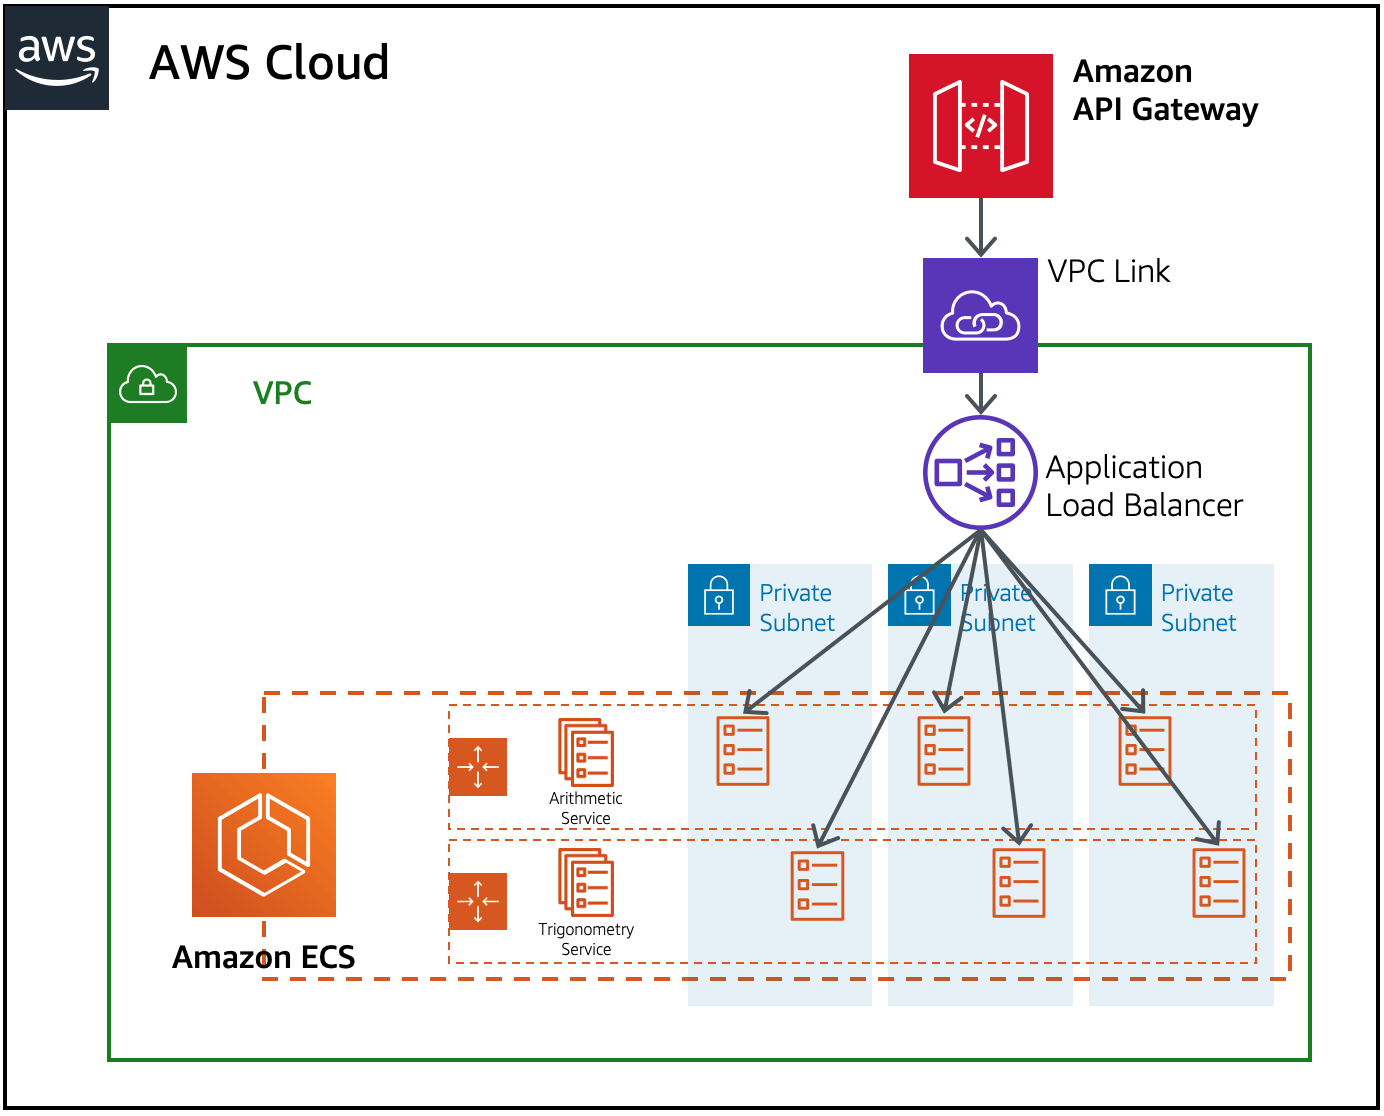 aws
AWS Cloud
Amazon
API Gateway
VPC Link
VPC
Application
Load Balancer
Private
Subnet
Private
Subnet
Private
Subnet
Arithmetic
Service
Trigonometry
Service
Amazon ECS